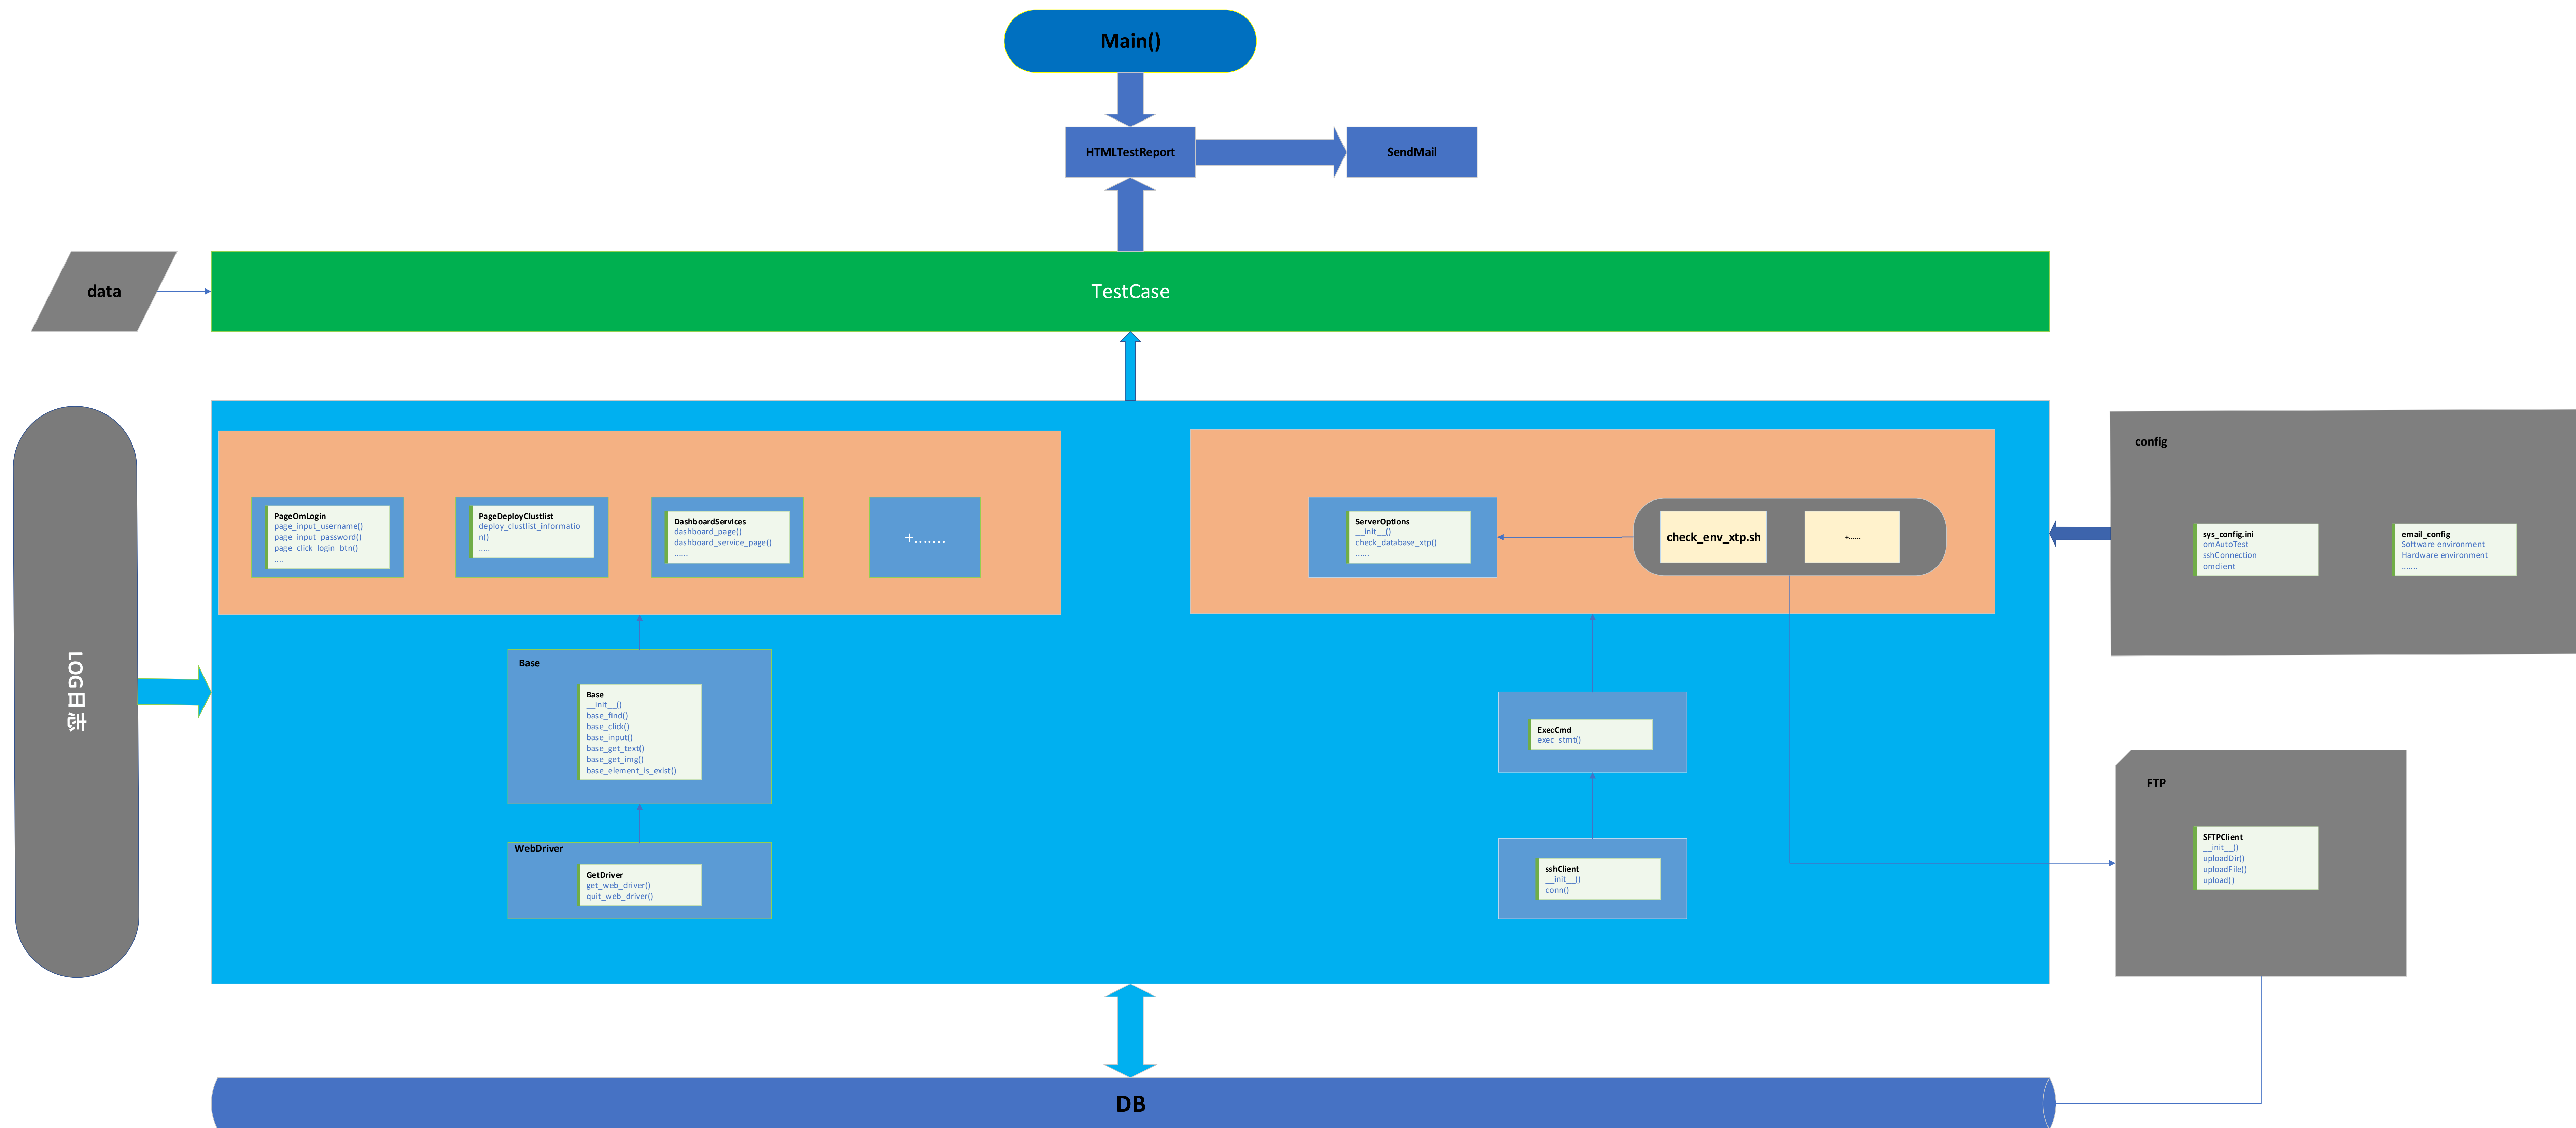 Main()
HTMLTestReport
SendMail
data
TestCase
LOG日志
PageOmLogin
page_input_username()
page_input_password()
page_click_login_btn()
....
PageDeployClustlist
deploy_clustlist_informatio
n()
.....
DashboardServices
dashboard_page()
dashboard_service_page()
......
+.......
ServerOptions
__init__()
check_database_xtp()
......
check_env_xtp.sh
+......
config
sys_config.ini
omAutoTest
sshConnection
omclient
email_config
Software environment
Hardware environment
.......
Base
Base
__init__()
base_find()
base_click()
base_input()
base_get_text()
base_get_img()
base_element_is_exist()
ExecCmd
exec_stmt()
WebDriver
GetDriver
get_web_driver()
quit_web_driver()
sshClient
__init__()
conn()
FTP
SFTPClient
__init__()
uploadDir()
uploadFile()
upload()
DB